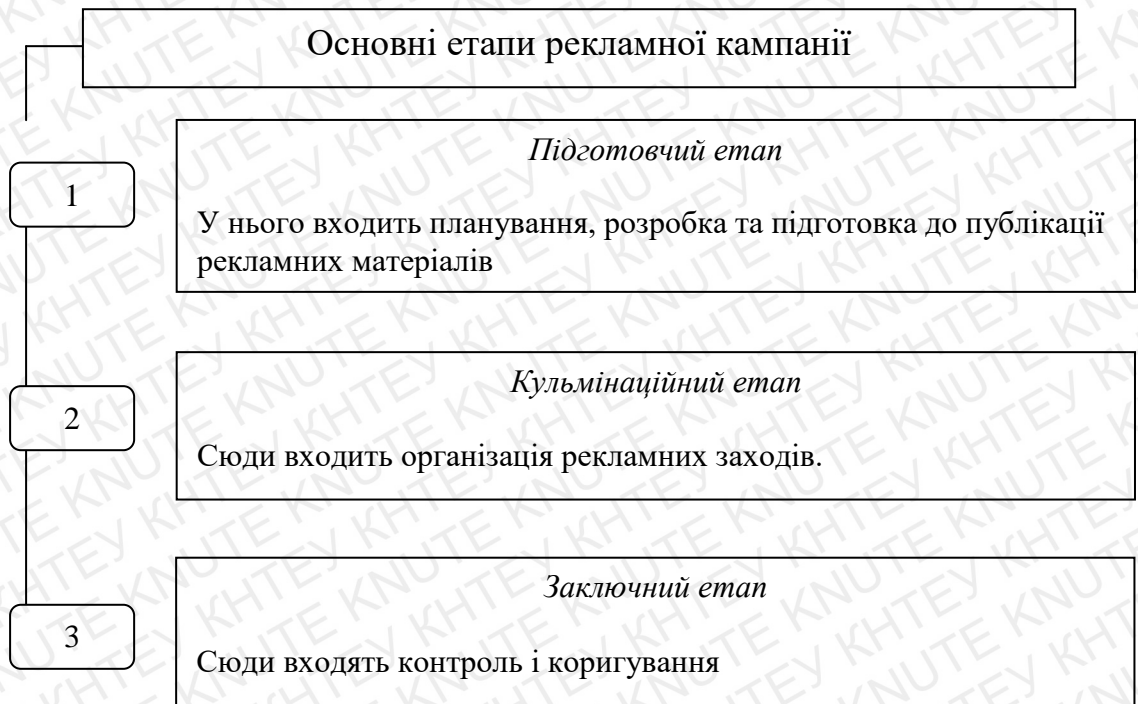 Основні етапи рекламної кампанії
1
Підготовчий етап
У нього входить планування, розробка та підготовка до публікації
рекламних матеріалів
2
Кульмінаційний етап
Сюди входить організація рекламних заходів.
3
Заключний етап
Сюди входять контроль і коригування